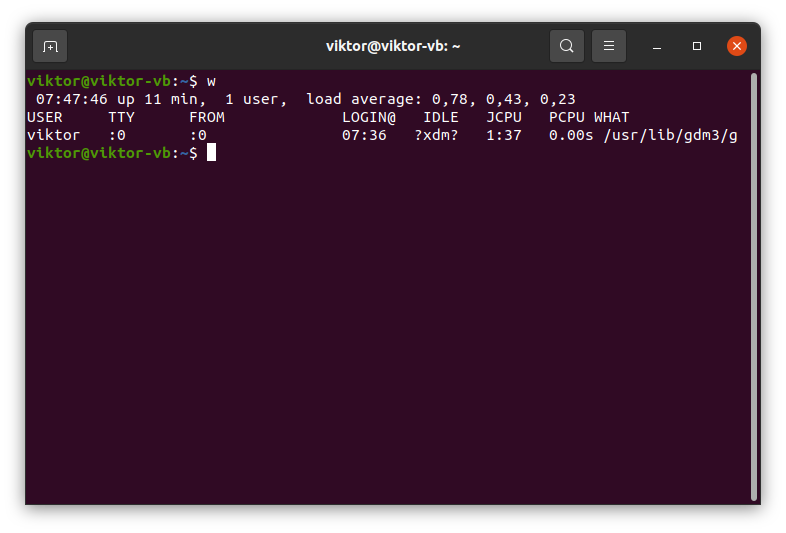 viktor@viktor-vb: ~
viktor@viktor-vb:~$ w
 07:47:46 up 11 min,  1 user,  load average: 0,78, 0,43, 0,23
USER     TTY      FROM             LOGIN@   IDLE   JCPU   PCPU WHAT
viktor   :0       :0               07:36   ?xdm?   1:37   0.00s /usr/lib/gdm3/g
viktor@viktor-vb:~$